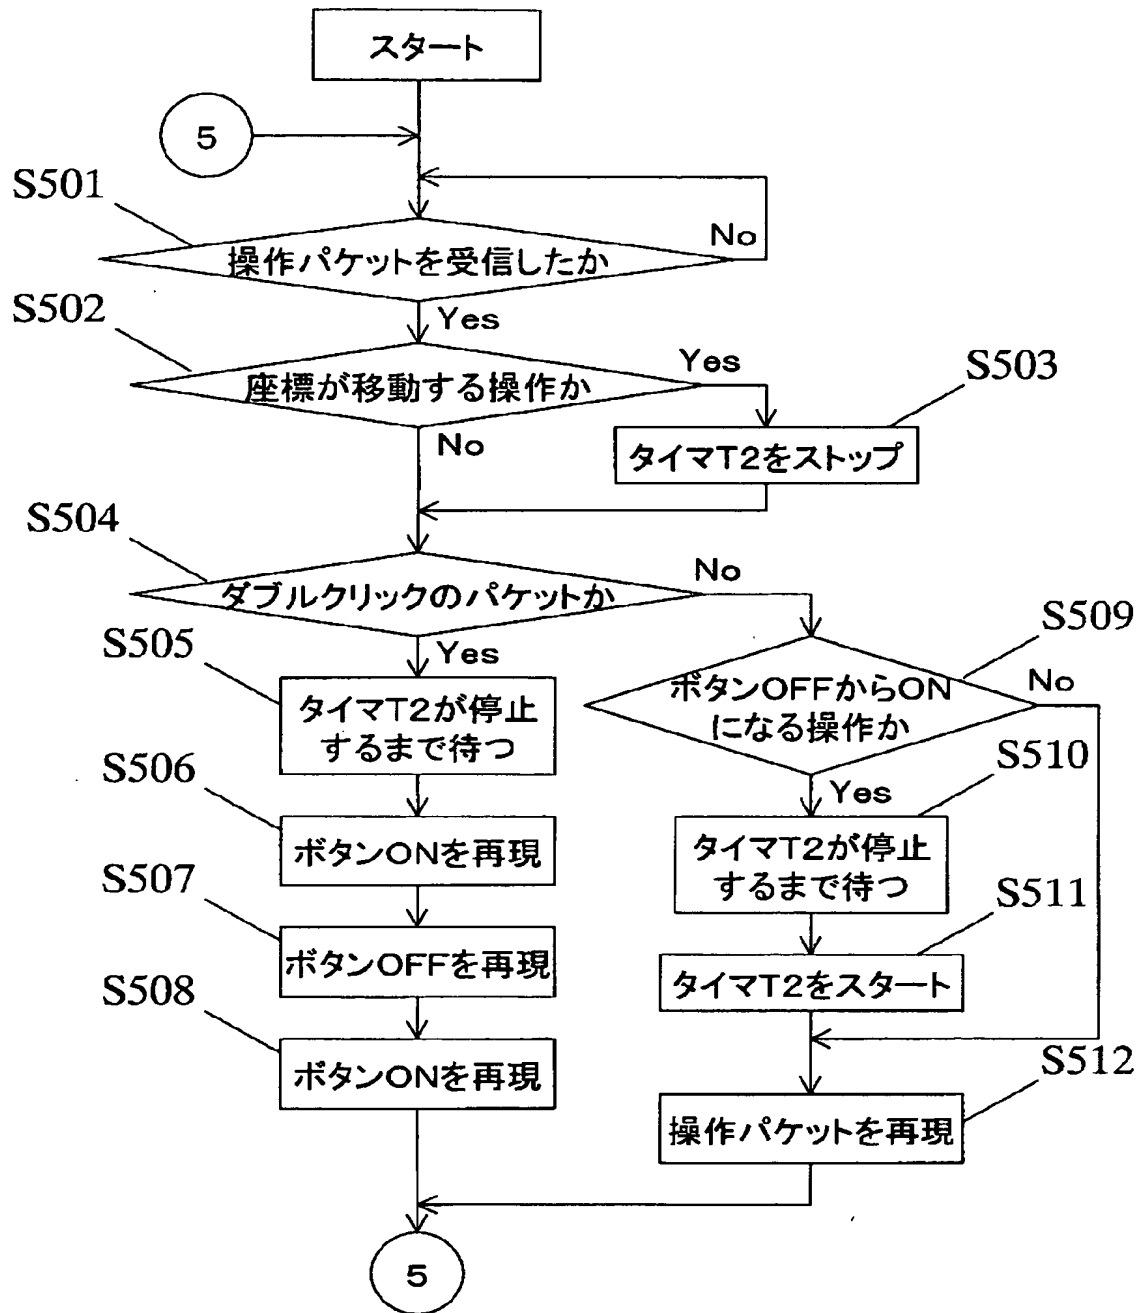 スタート
5
S501
操作パケットを受信したか
No
Yes
S502
座標が移動する操作か
Yes
No
S503
タイマT2をストップ
S504
ダブルクリックのパケットか
No
Yes
S505
タイマT2が停止
するまで待つ
S506
ボタンONを再現
S507
ボタンOFFを再現
S508
ボタンONを再現
S509
ボタンOFFからON
になる操作か
No
Yes
S510
タイマT2が停止
するまで待つ
S511
タイマT2をスタート
S512
操作パケットを再現
5